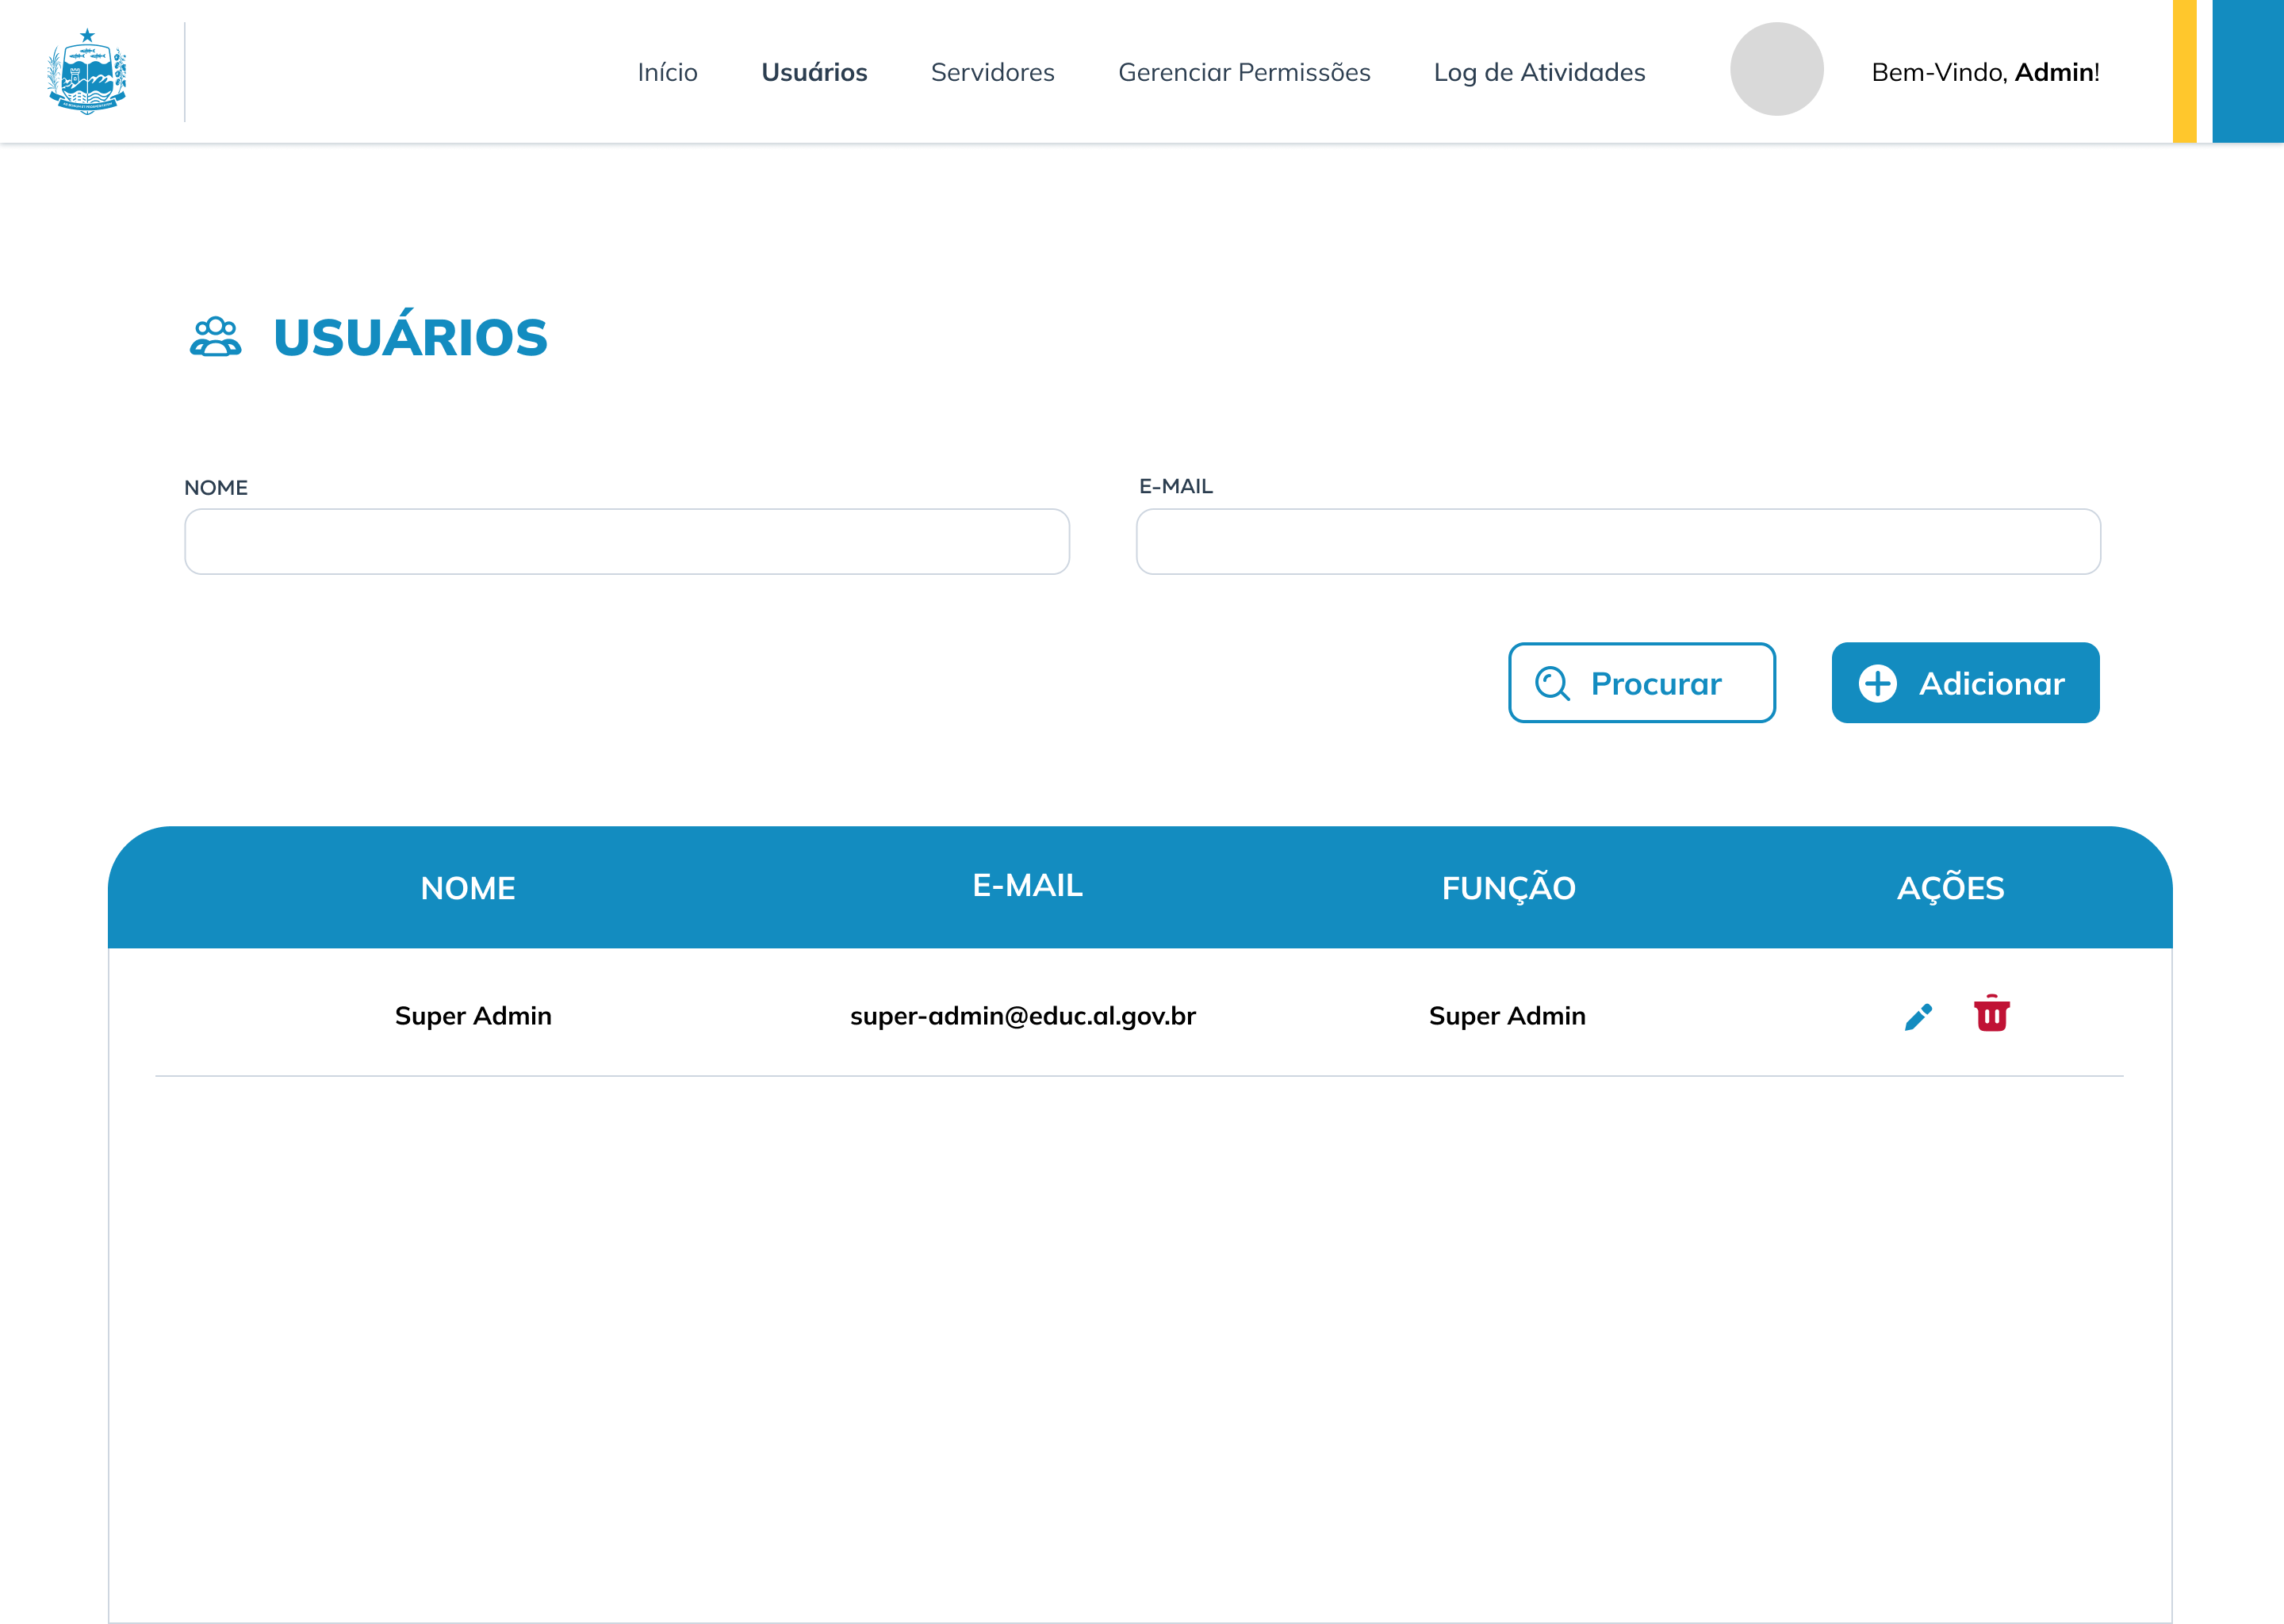 Início Usuários Servidores Gerenciar Permissões Log de Atividades Bem-Vindo, Admin!
USUÁRIOS
NOME E-MAIL
Procurar Adicionar
NOME E-MAIL FUNÇÃO AÇÕES
Super Admin super-admin@educ.al.gov.br Super Admin